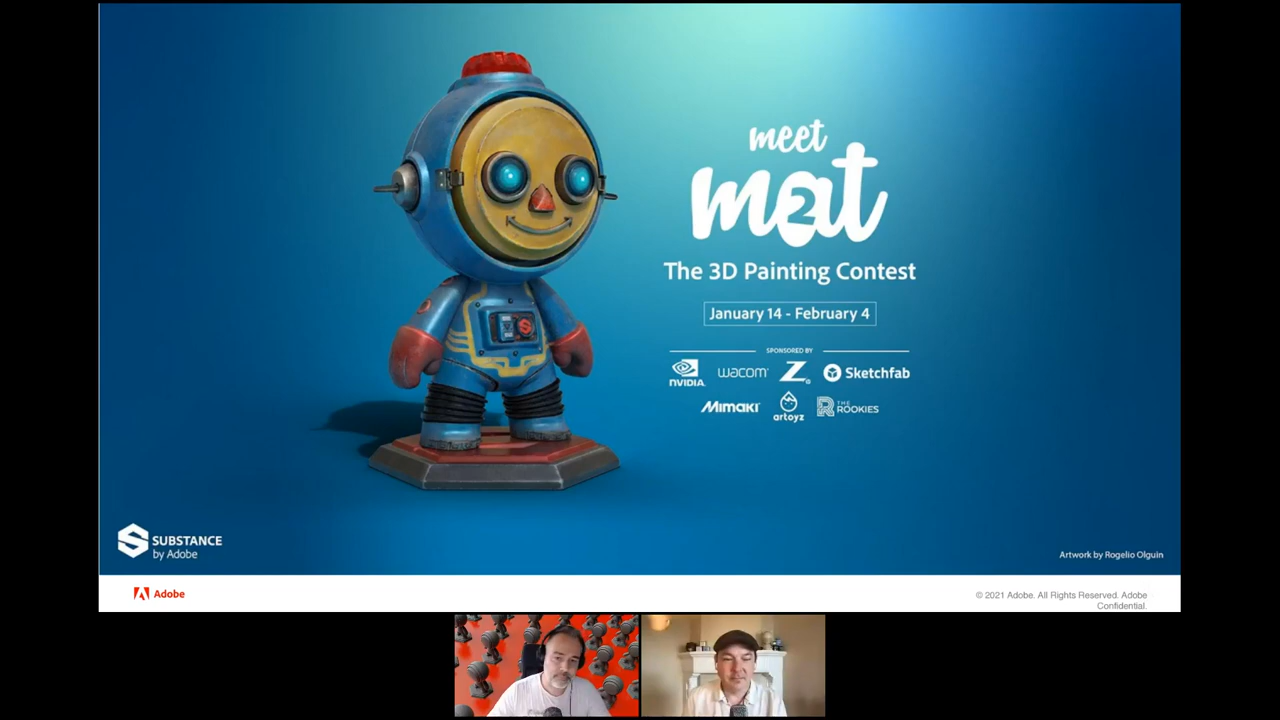 meet
mat
2
The 3D Painting Contest
January 14 - February 4
SPONSORED BY
NVIDIA
wacom
Z
Sketchfab
Mimaki
artoyz
THE ROOKIES
SUBSTANCE
by Adobe
Artwork by Rogelio Olguin
Adobe
© 2021 Adobe. All Rights Reserved. Adobe
Confidential.